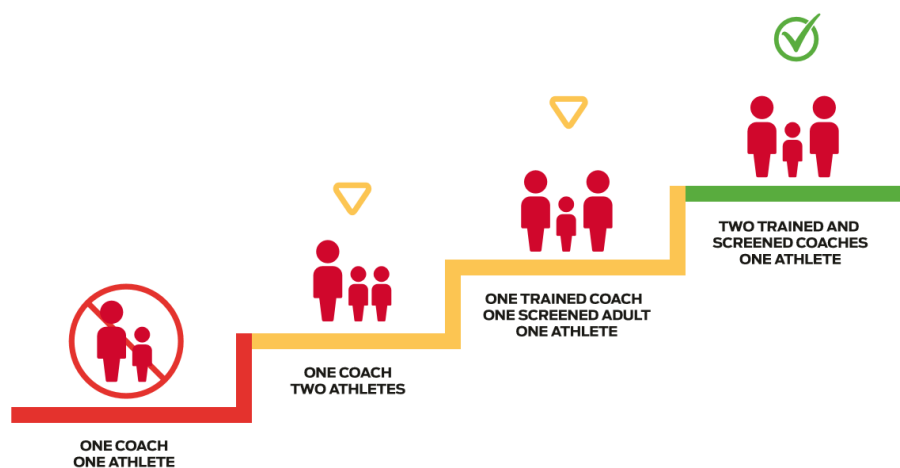 ONE COACH
ONE ATHLETE
ONE COACH
TWO ATHLETES
ONE TRAINED COACH
ONE SCREENED ADULT
ONE ATHLETE
TWO TRAINED AND
SCREENED COACHES
ONE ATHLETE